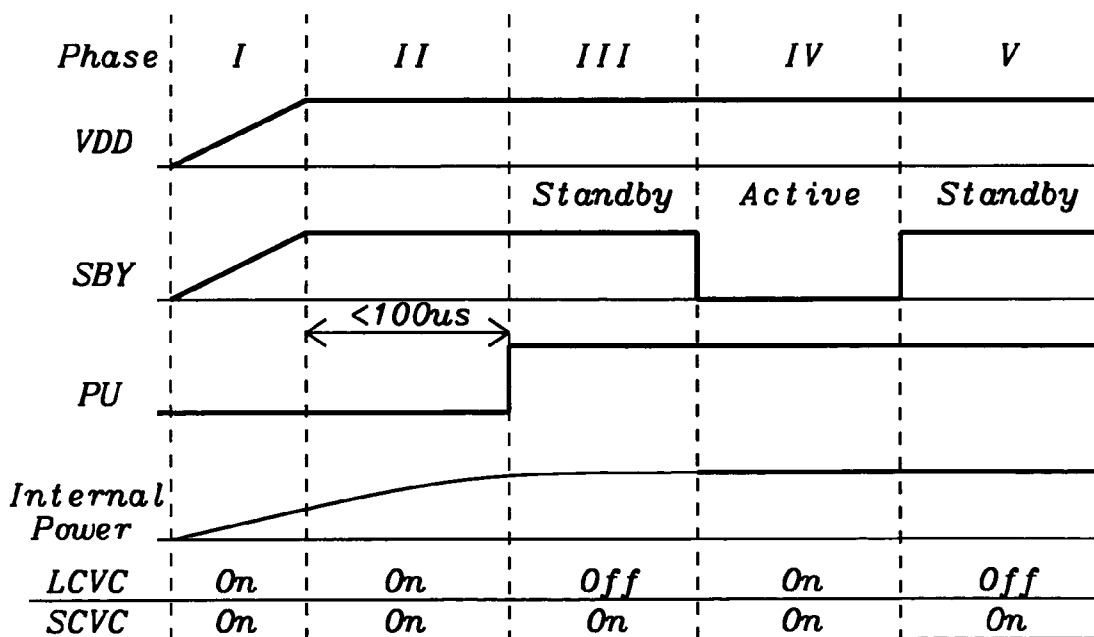 Phase I II III IV V
VDD
Standby Active Standby
SBY
<100us
PU
Internal
Power
LCVC On On Off On Off
SCVC On On On On On